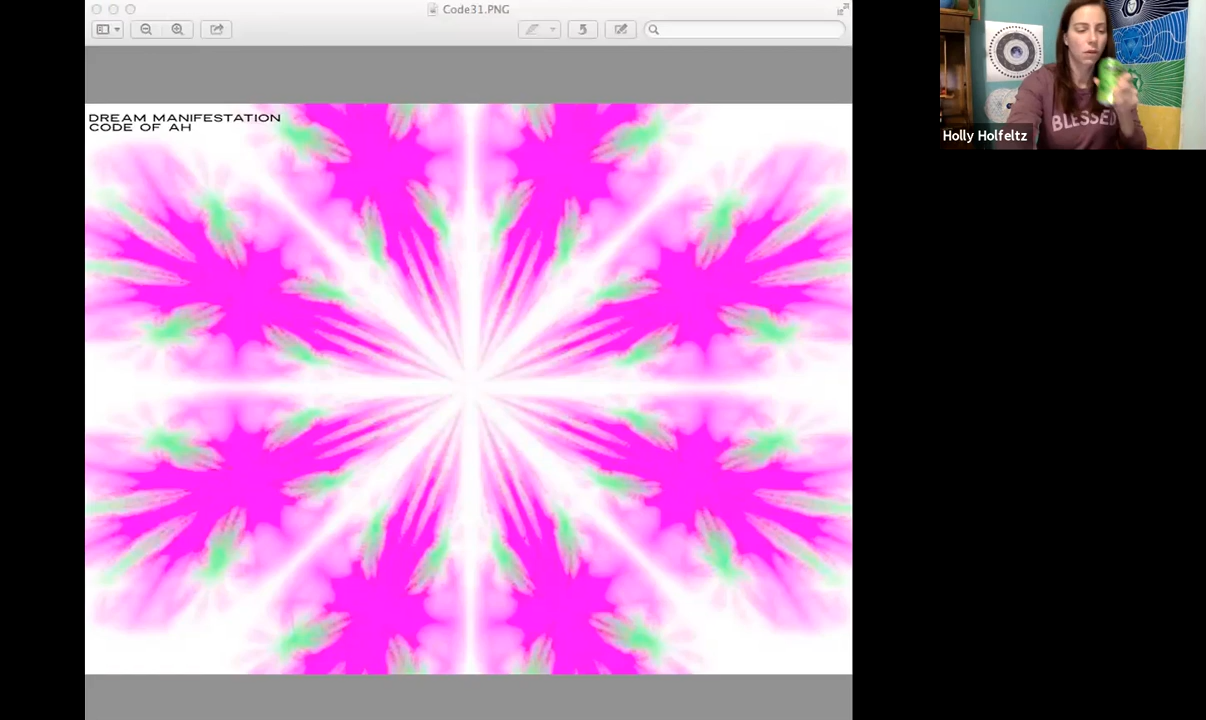 Code31.PNG
DREAM MANIFESTATION
CODE OF AH
BLESSED
Holly Holfeltz